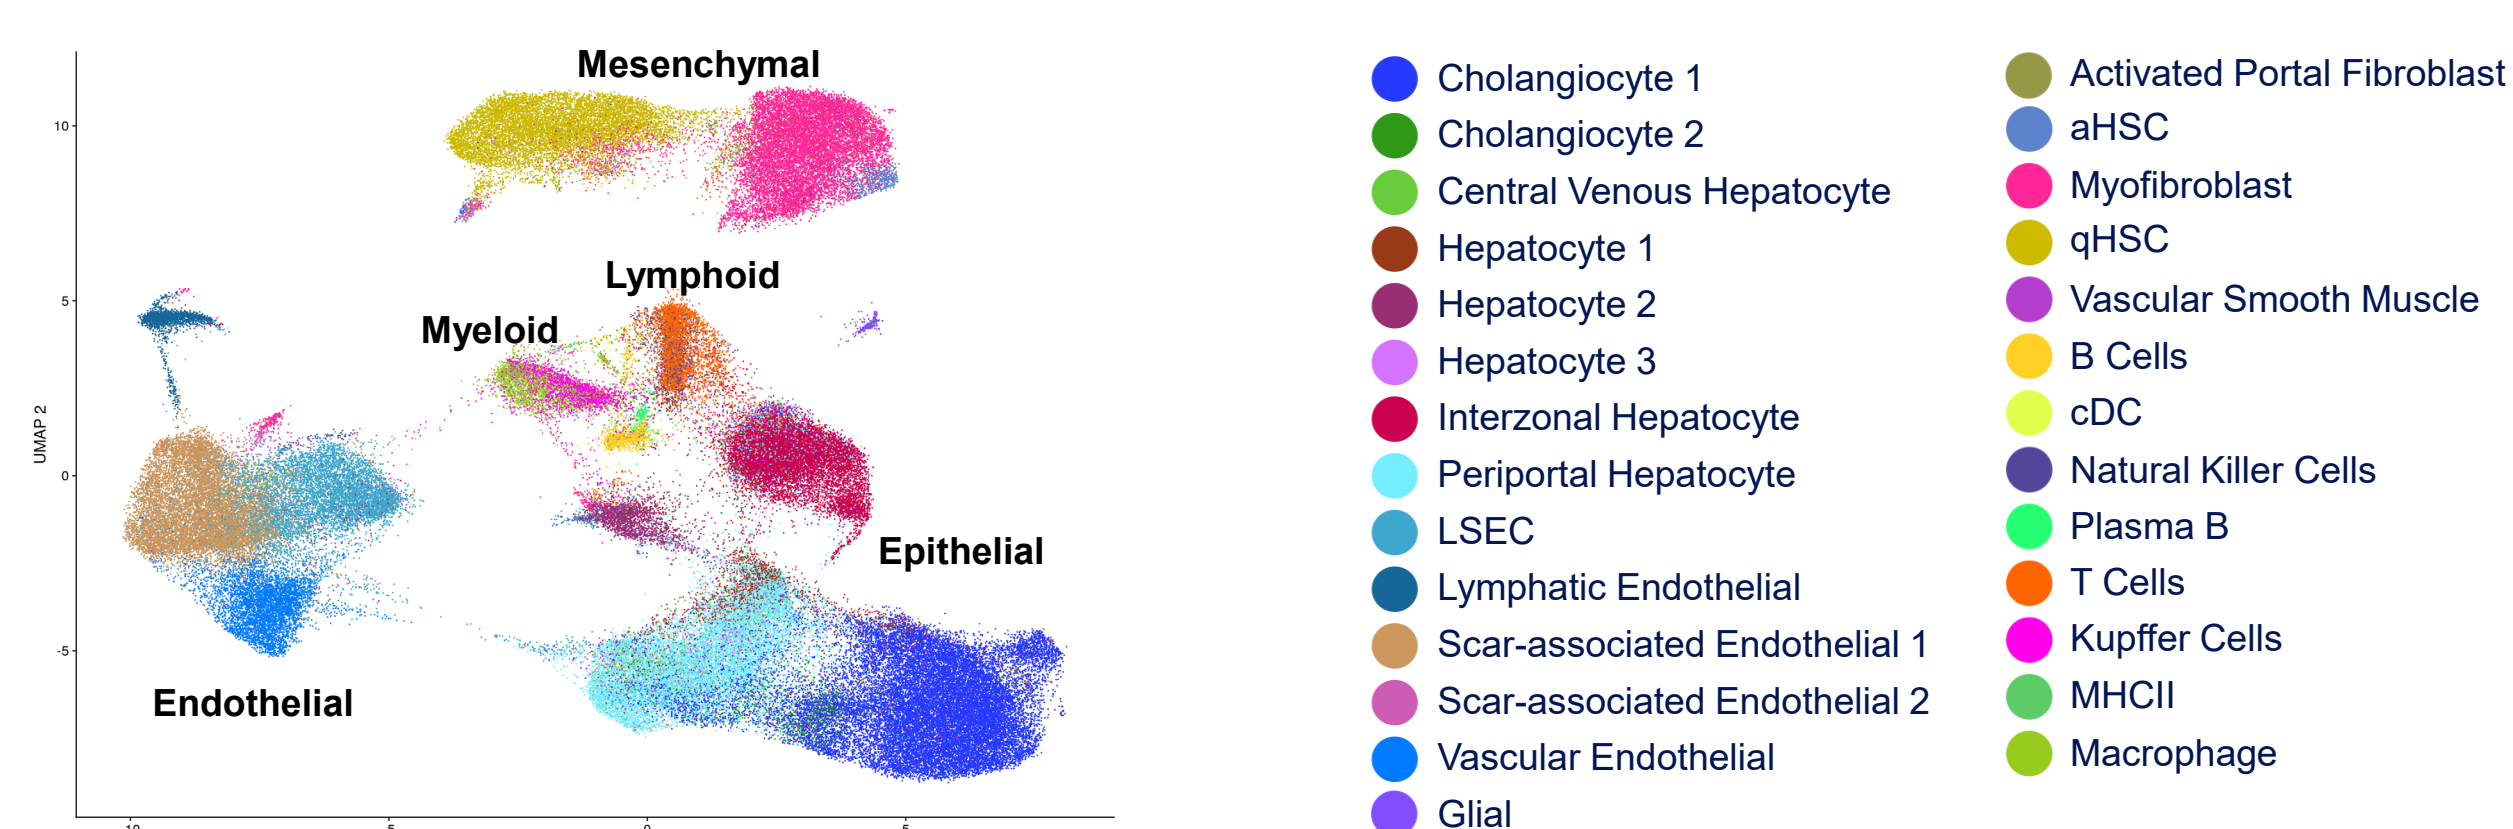 Mesenchymal
10
Lymphoid
5
Myeloid
UMAP 2
0
Epithelial
-5
Endothelial
-10
-5
0
5
Cholangiocyte 1
Cholangiocyte 2
Central Venous Hepatocyte
Hepatocyte 1
Hepatocyte 2
Hepatocyte 3
Interzonal Hepatocyte
Periportal Hepatocyte
LSEC
Lymphatic Endothelial
Scar-associated Endothelial 1
Scar-associated Endothelial 2
Vascular Endothelial
Glial
Activated Portal Fibroblast
aHSC
Myofibroblast
qHSC
Vascular Smooth Muscle
B Cells
cDC
Natural Killer Cells
Plasma B
T Cells
Kupffer Cells
MHCII
Macrophage